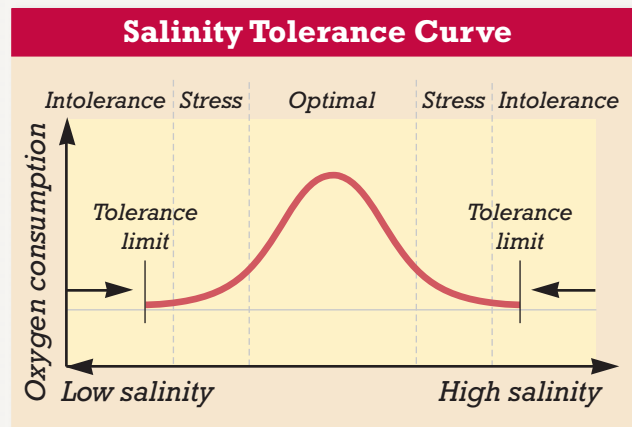 Salinity Tolerance Curve
Intolerance Stress Optimal Stress Intolerance
Oxygen consumption
Tolerance
limit
Tolerance
limit
Low salinity
High salinity